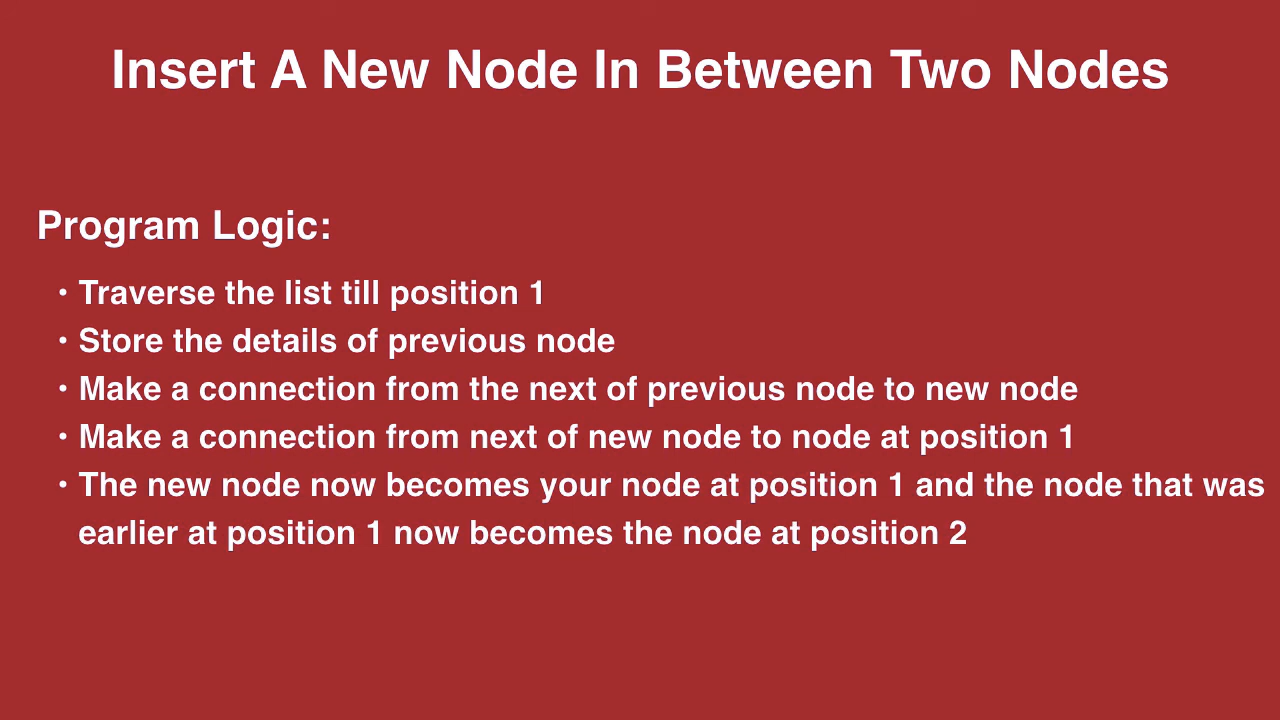 Insert A New Node In Between Two Nodes
Program Logic:
• Traverse the list till position 1
• Store the details of previous node
• Make a connection from the next of previous node to new node
• Make a connection from next of new node to node at position 1
• The new node now becomes your node at position 1 and the node that was
earlier at position 1 now becomes the node at position 2